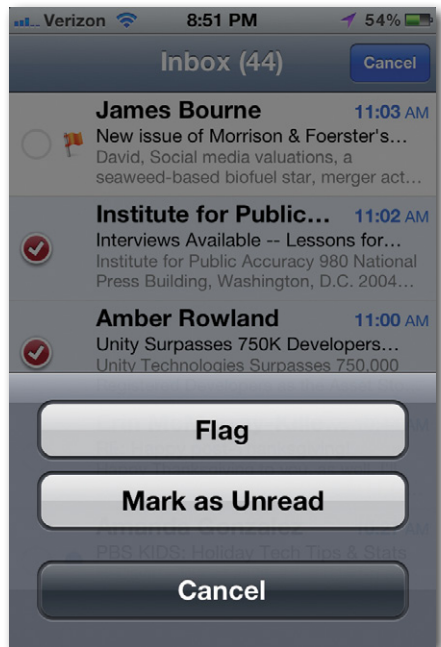 Verizon 8:51 PM 54%
Inbox (44) Cancel
James Bourne 11:03 AM
New issue of Morrison & Foerster's…
David, Social media valuations, a
seaweed-based biofuel star, merger act…
Institute for Public… 11:02 AM
Interviews Available -- Lessons for…
Institute for Public Accuracy 980 National
Press Building, Washington, D.C. 2004…
Amber Rowland 11:00 AM
Unity Surpasses 750K Developers…
Unity Technologies Surpasses 750,000
Flag
Mark as Unread
Amanda Gonzalez
PBS KIDS: Holiday Tech Tips & Stats
Cancel